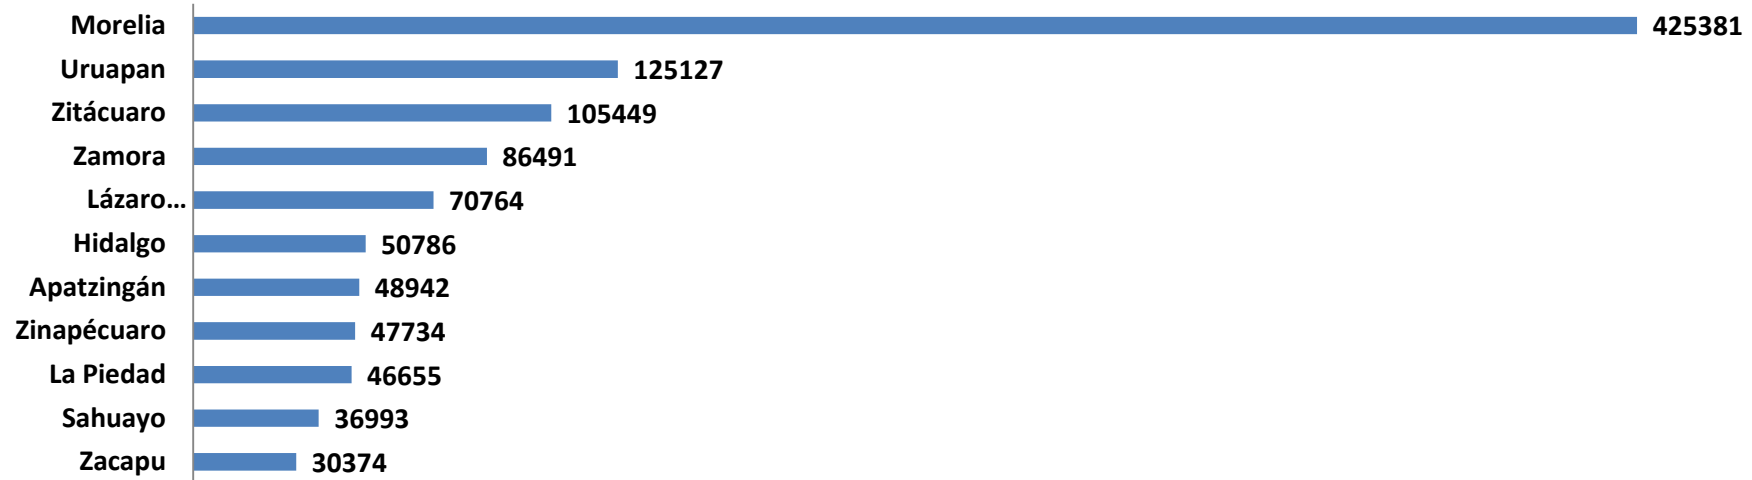 Morelia 425381
Uruapan 125127
Zitácuaro 105449
Zamora 86491
Lázaro... 70764
Hidalgo 50786
Apatzingán 48942
Zinapécuaro 47734
La Piedad 46655
Sahuayo 36993
Zacapu 30374